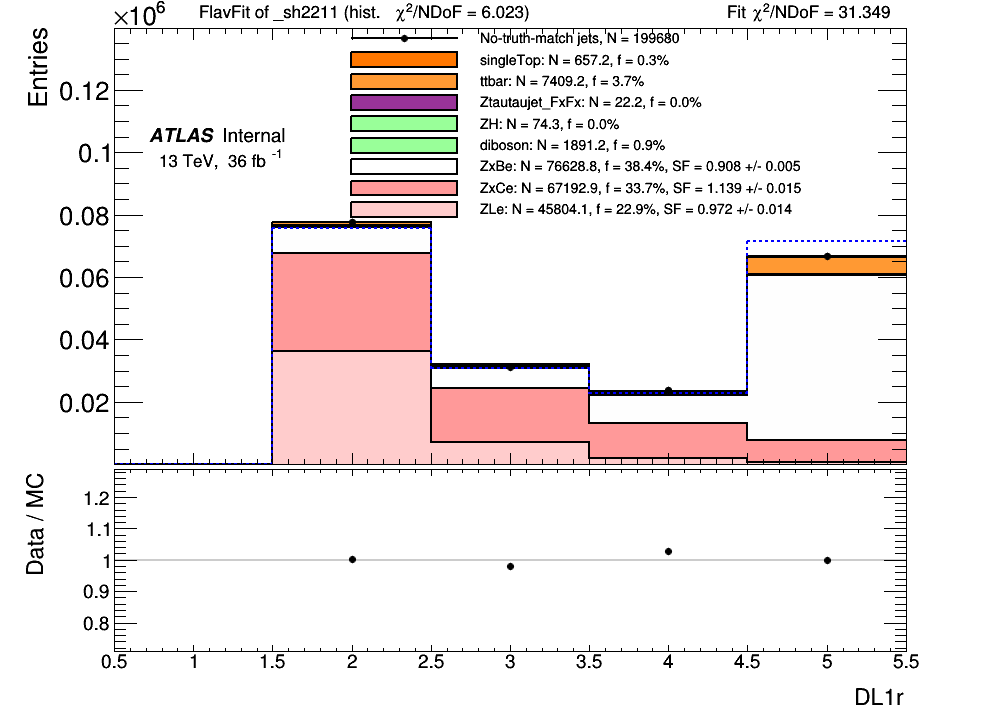 ×10⁶ FlavFit of _sh2211 (hist. χ²/NDoF = 6.023) Fit χ²/NDoF = 31.349
Entries
No-truth-match jets, N = 199680
singleTop: N = 657.2, f = 0.3%
ttbar: N = 7409.2, f = 3.7%
Ztautaujet_FxFx: N = 22.2, f = 0.0%
ZH: N = 74.3, f = 0.0%
diboson: N = 1891.2, f = 0.9%
ZxBe: N = 76628.8, f = 38.4%, SF = 0.908 +/- 0.005
ZxCe: N = 67192.9, f = 33.7%, SF = 1.139 +/- 0.015
ZLe: N = 45804.1, f = 22.9%, SF = 0.972 +/- 0.014
ATLAS Internal
13 TeV, 36 fb⁻¹
0.12
0.1
0.08
0.06
0.04
0.02
Data / MC
1.2
1.1
1
0.9
0.8
0.5 1 1.5 2 2.5 3 3.5 4 4.5 5 5.5
DL1r